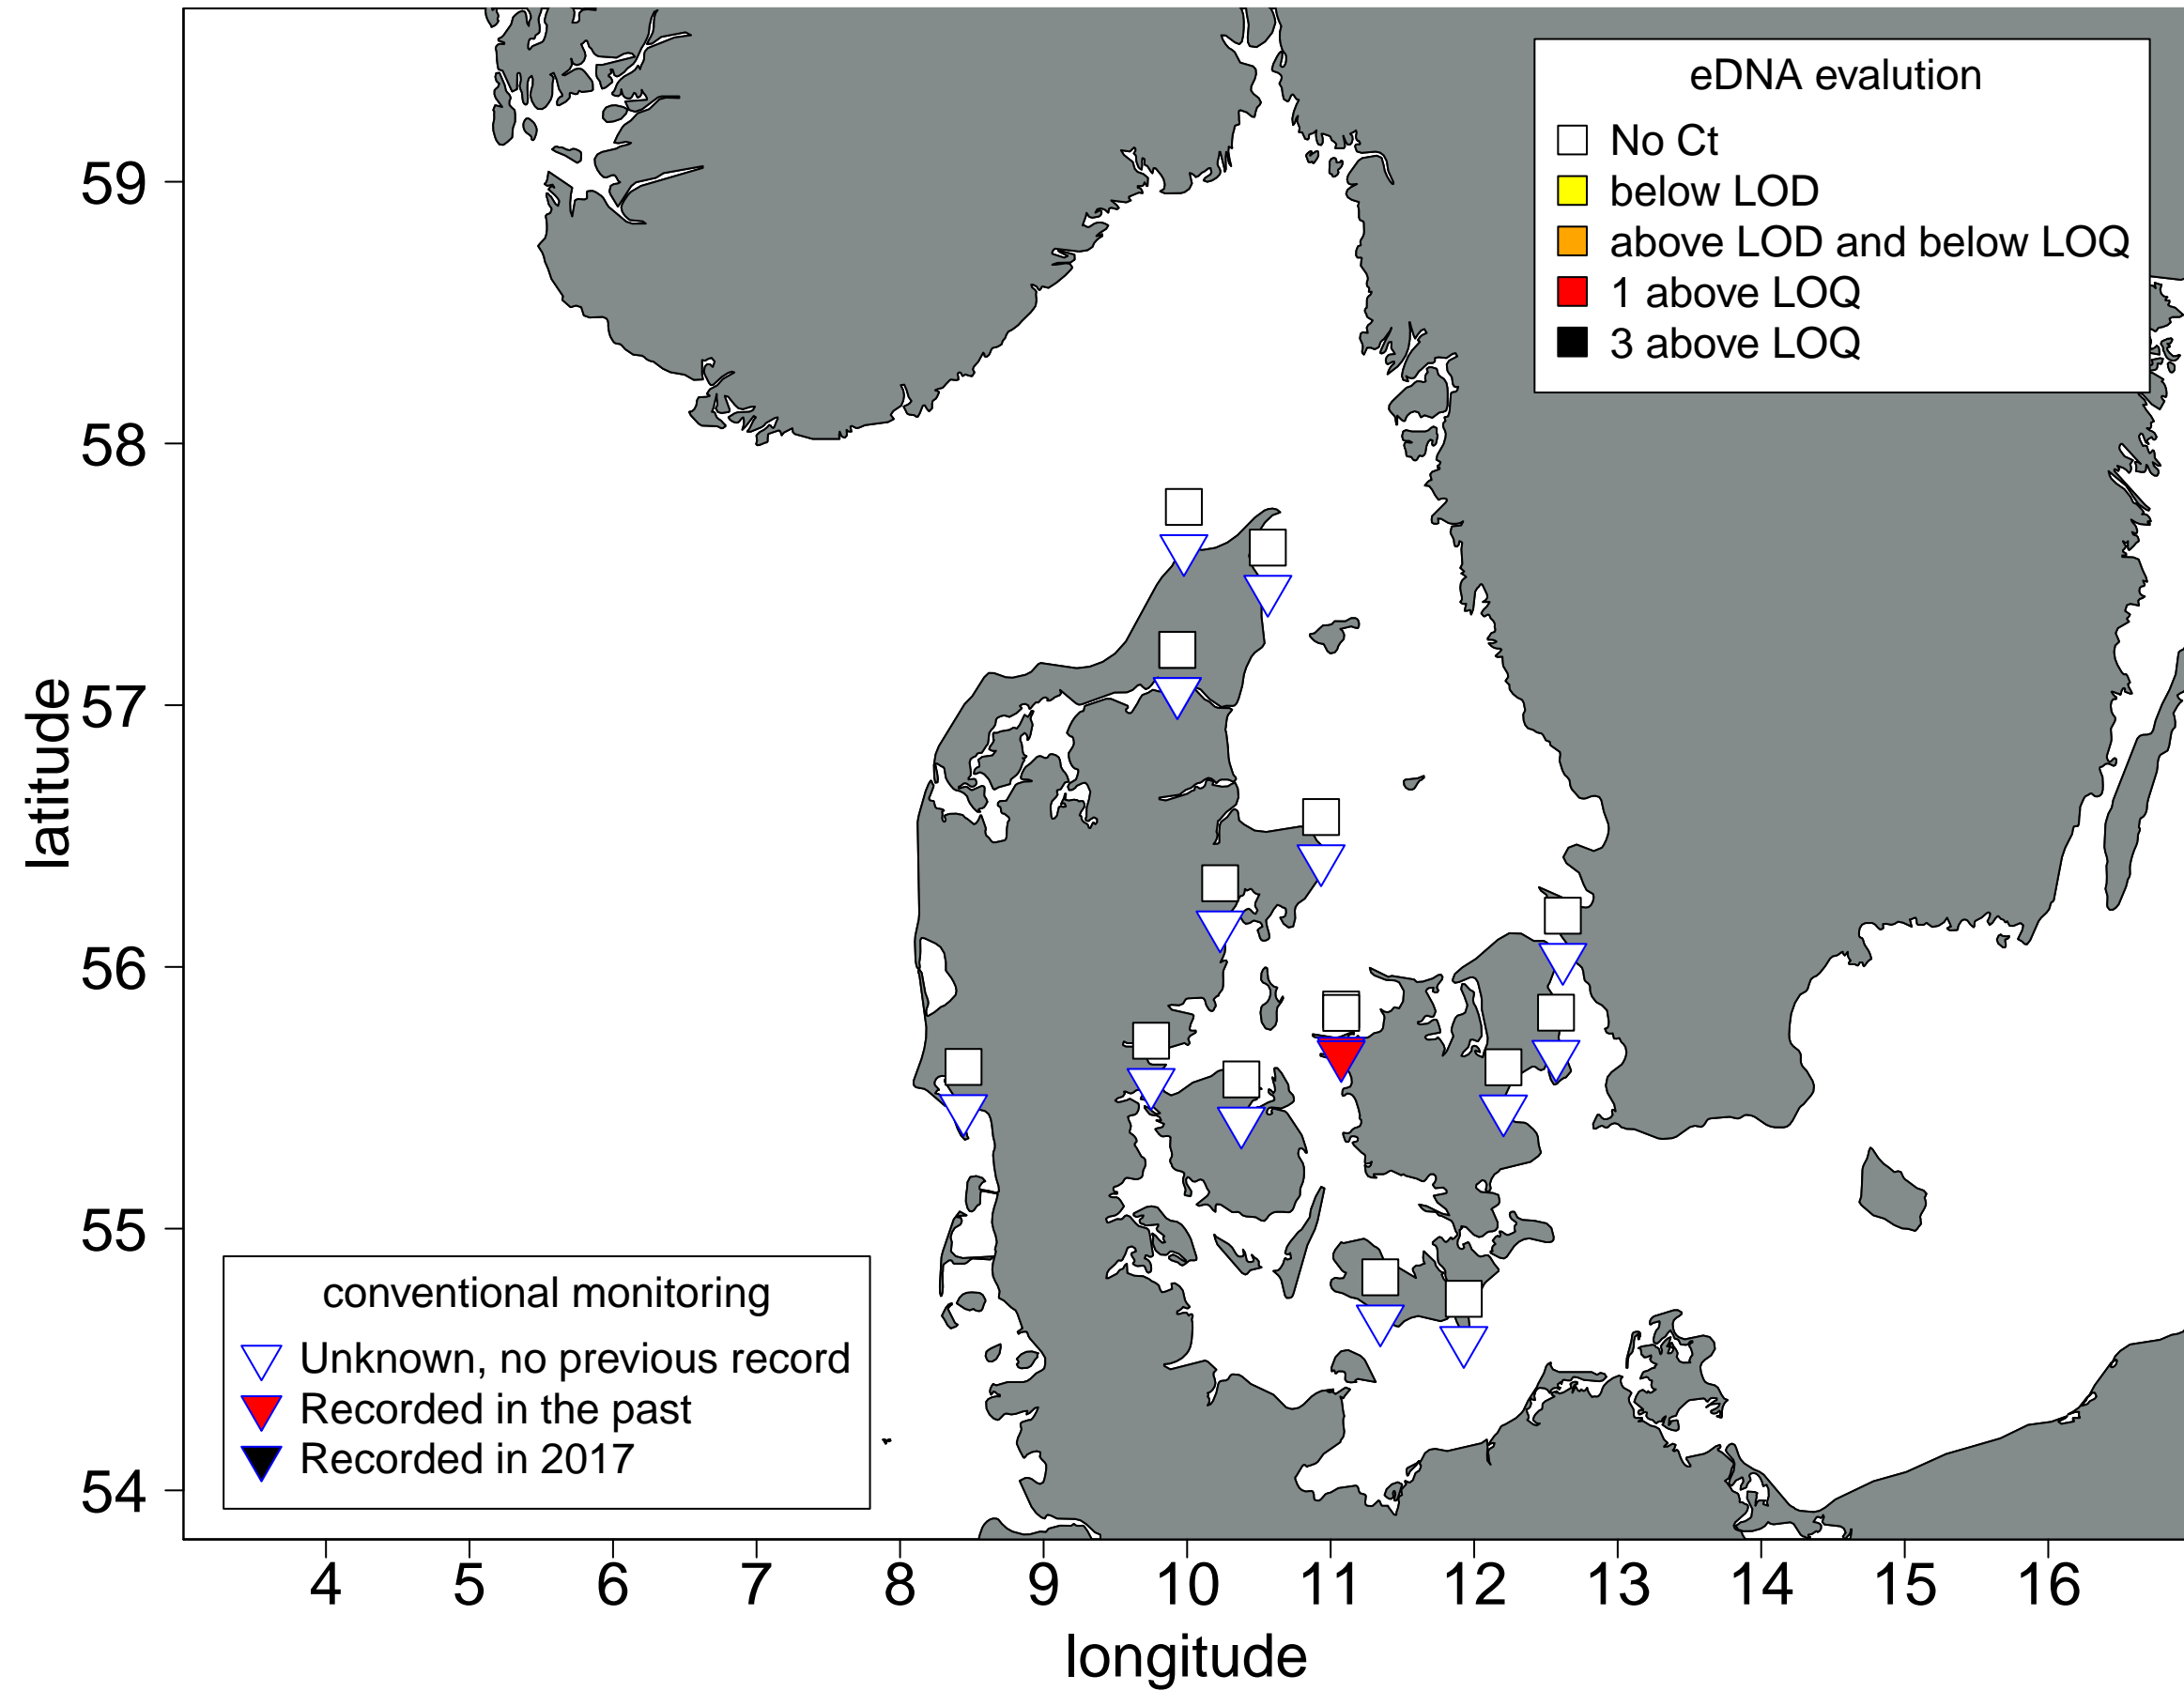 eDNA evalution
No Ct
below LOD
above LOD and below LOQ
1 above LOQ
3 above LOQ
59
58
57
56
55
54
latitude
conventional monitoring
Unknown, no previous record
Recorded in the past
Recorded in 2017
4 5 6 7 8 9 10 11 12 13 14 15 16
longitude